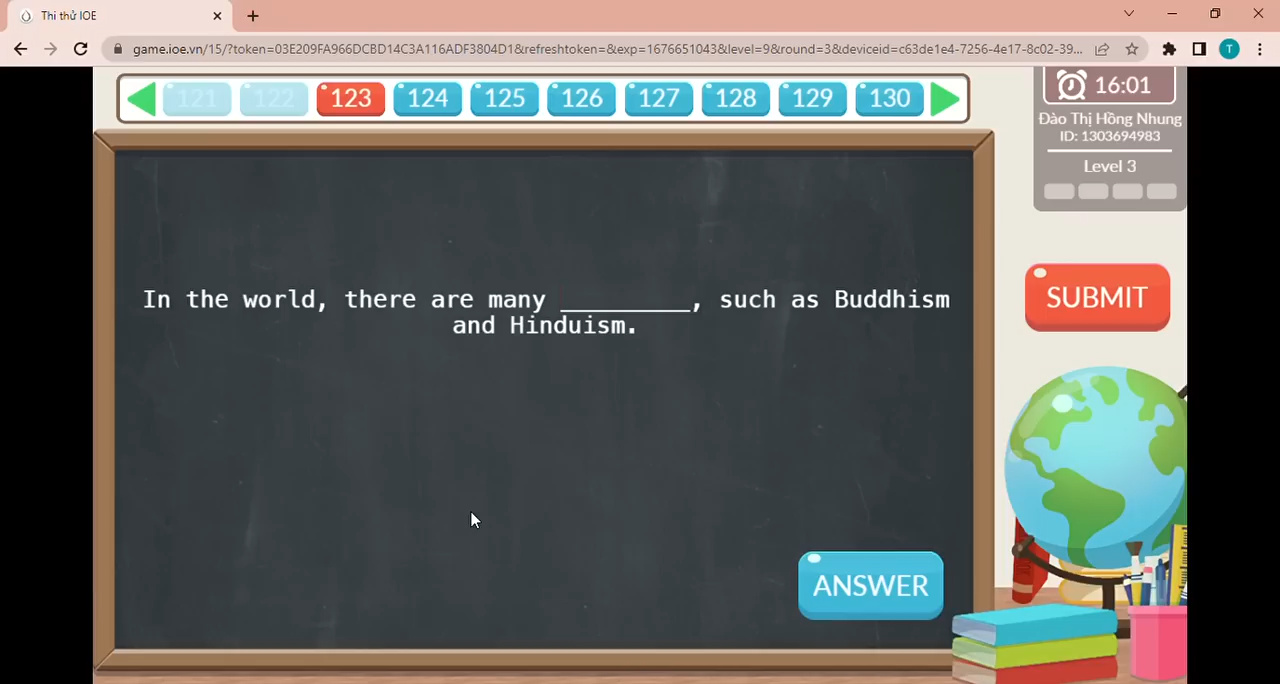 Thi thử IOE
game.ioe.vn/15/?token=03E209FA966DCBD14C3A116ADF3804D1&refreshtoken=&exp=1676651043&level=9&round=3&deviceid=c63de1e4-7256-4e17-8c02-39...
T
121 122 123 124 125 126 127 128 129 130
16:01
Đào Thị Hồng Nhung
ID: 1303694983
Level 3
In the world, there are many _________, such as Buddhism
and Hinduism.
SUBMIT
ANSWER